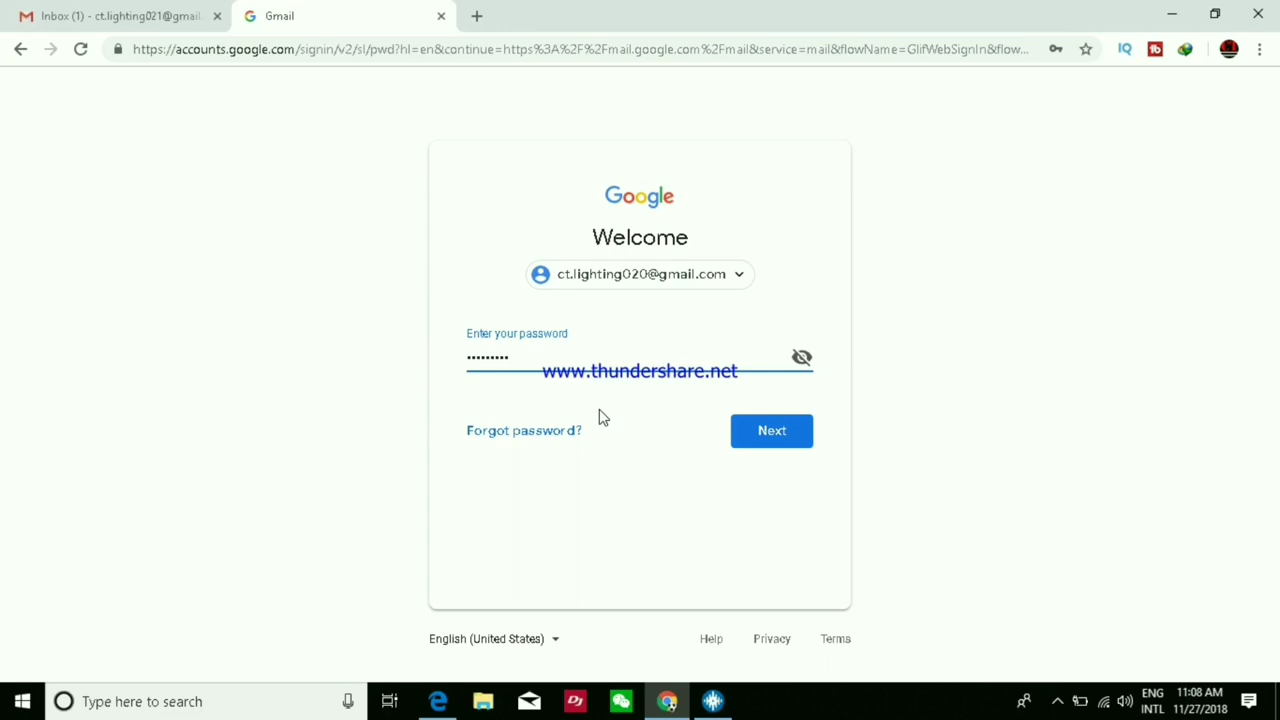 Inbox (1) - ct.lighting021@gmail.
Gmail
https://accounts.google.com/signin/v2/sl/pwd?hl=en&continue=https%3A%2F%2Fmail.google.com%2Fmail&service=mail&flowName=GlifWebSignIn&flow...
Google
Welcome
ct.lighting020@gmail.com
Enter your password
•••••••••
www.thundershare.net
Forgot password?
Next
English (United States)
Help Privacy Terms
Type here to search
ENG 11:08 AM
INTL 11/27/2018